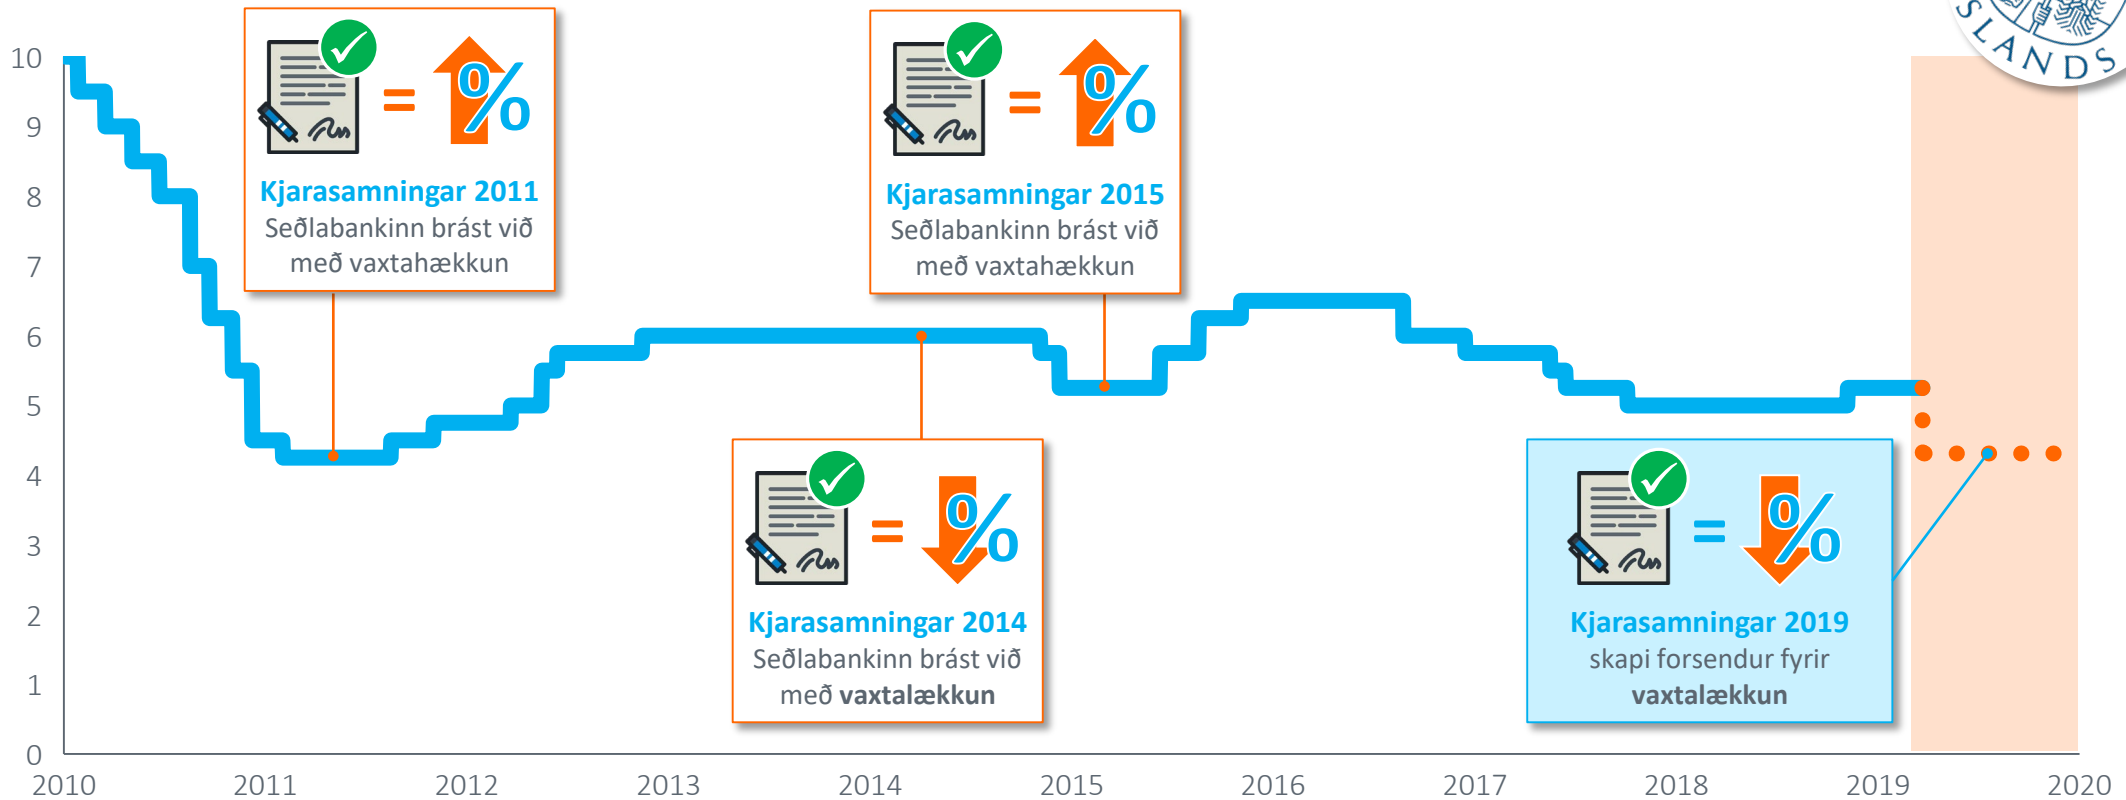 SLANDS
10
9
8
7
6
5
4
3
2
1
0
2010
2011
2012
2013
2014
2015
2016
2017
2018
2019
2020
= %
Kjarasamningar 2011
Seðlabankinn brást við
með vaxtahækkun
= %
Kjarasamningar 2015
Seðlabankinn brást við
með vaxtahækkun
= %
Kjarasamningar 2014
Seðlabankinn brást við
með vaxtalækkun
= %
Kjarasamningar 2019
skapi forsendur fyrir
vaxtalækkun